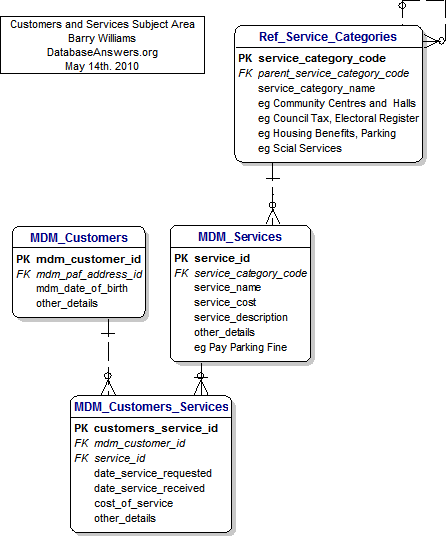 Customers and Services Subject Area
Barry Williams
DatabaseAnswers.org
May 14th. 2010
Ref_Service_Categories
PK service_category_code
FK parent_service_category_code
service_category_name
eg Community Centres and Halls
eg Council Tax, Electoral Register
eg Housing Benefits, Parking
eg Scial Services
MDM_Customers
PK mdm_customer_id
FK mdm_paf_address_id
mdm_date_of_birth
other_details
MDM_Services
PK service_id
FK service_category_code
service_name
service_cost
service_description
other_details
eg Pay Parking Fine
MDM_Customers_Services
PK customers_service_id
FK mdm_customer_id
FK service_id
date_service_requested
date_service_received
cost_of_service
other_details